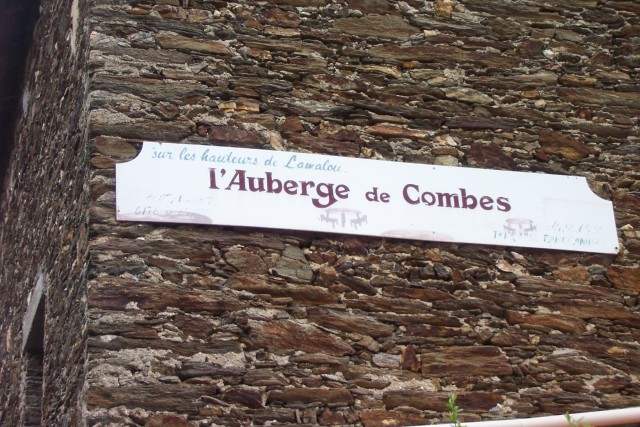 sur les hauteurs de Lamalou
l'Auberge de Combes